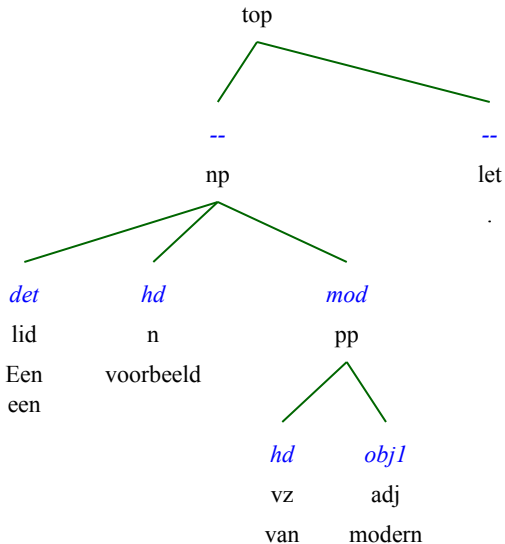 top
-- --
np let
.
det hd mod
lid n pp
Een voorbeeld
een
hd obj1
vz adj
van modern